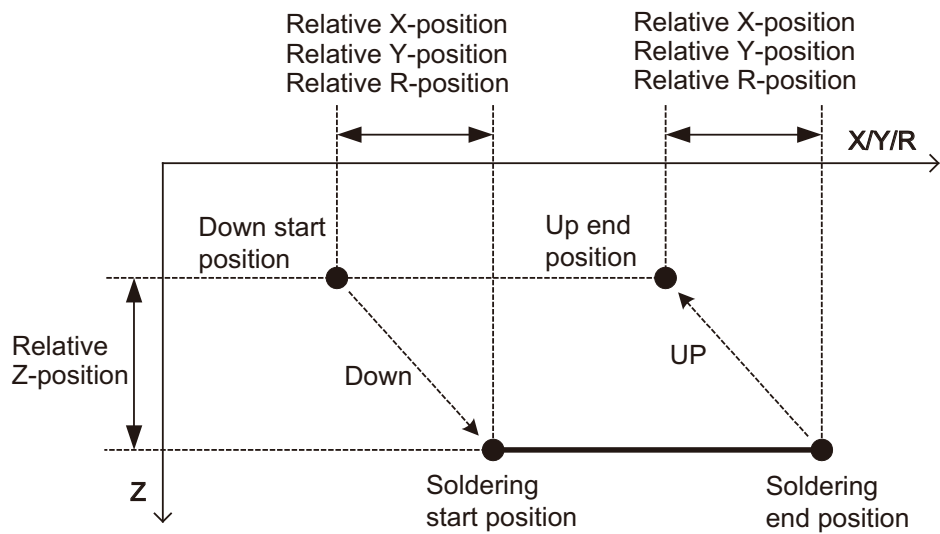 Relative X-position
Relative Y-position
Relative R-position
Relative X-position
Relative Y-position
Relative R-position
X/Y/R
Down start
position
Up end
position
Relative
Z-position
Down
UP
Z
Soldering
start position
Soldering
end position